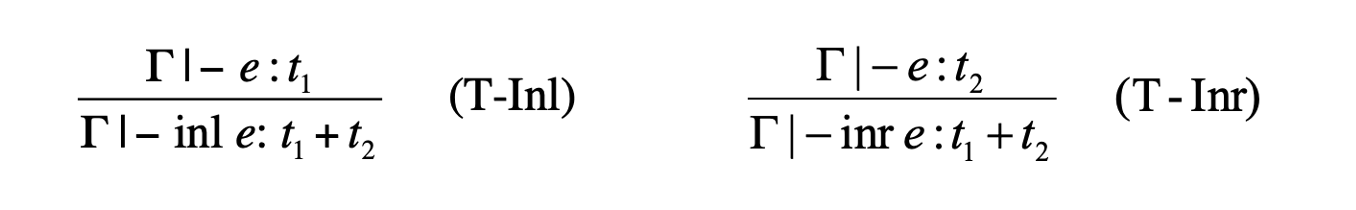 Γ |– e : t₁ (T-Inl) Γ |– e : t₂ (T - Inr)
Γ |– inl e: t₁ + t₂ Γ |– inr e : t₁ + t₂